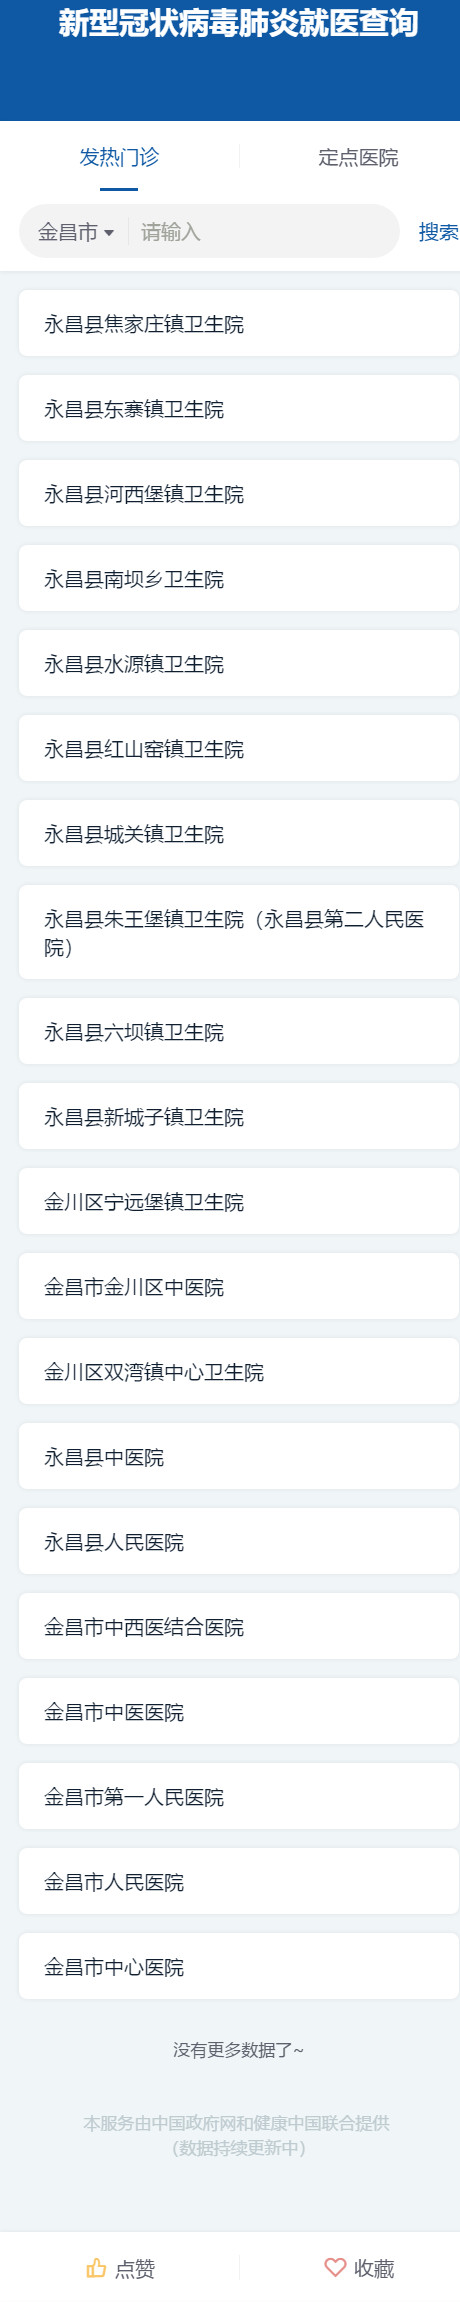 新型冠状病毒肺炎就医查询
发热门诊
定点医院
金昌市
请输入
搜索
永昌县焦家庄镇卫生院
永昌县东寨镇卫生院
永昌县河西堡镇卫生院
永昌县南坝乡卫生院
永昌县水源镇卫生院
永昌县红山窑镇卫生院
永昌县城关镇卫生院
永昌县朱王堡镇卫生院（永昌县第二人民医
院）
永昌县六坝镇卫生院
永昌县新城子镇卫生院
金川区宁远堡镇卫生院
金昌市金川区中医院
金川区双湾镇中心卫生院
永昌县中医院
永昌县人民医院
金昌市中西医结合医院
金昌市中医医院
金昌市第一人民医院
金昌市人民医院
金昌市中心医院
没有更多数据了~
本服务由中国政府网和健康中国联合提供
（数据持续更新中）
点赞
收藏